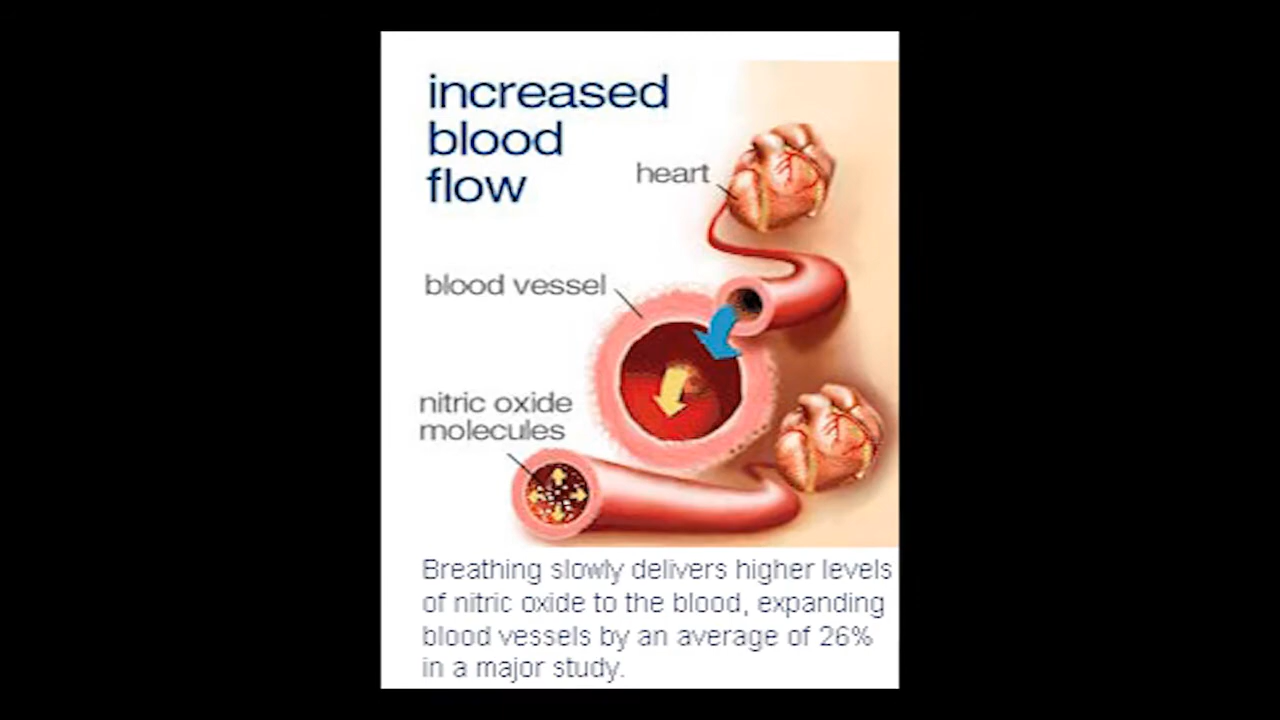 increased
blood
flow
heart
blood vessel
nitric oxide
molecules
Breathing slowly delivers higher levels
of nitric oxide to the blood, expanding
blood vessels by an average of 26%
in a major study.